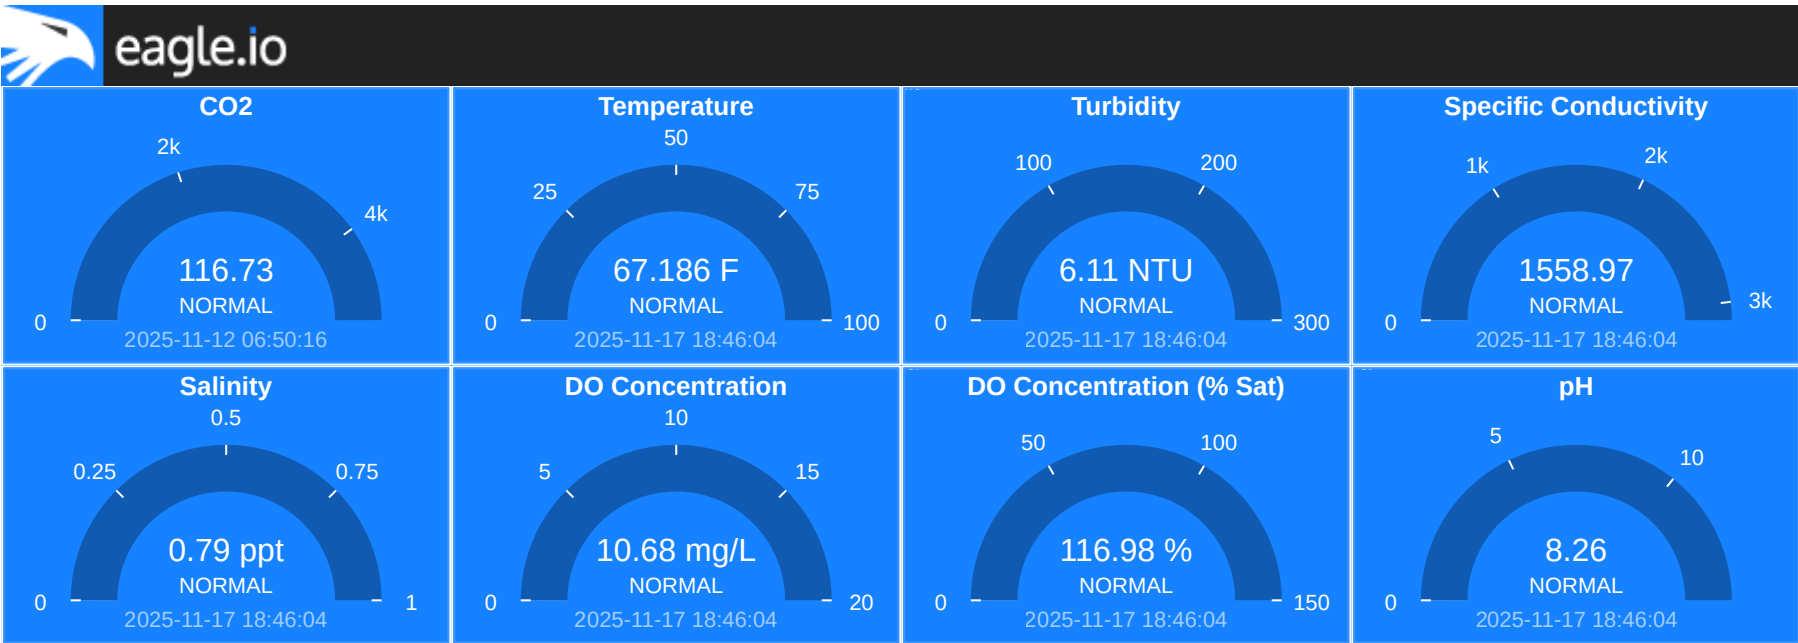 eagle.io
CO2
2k
4k
116.73
NORMAL
0
2025-11-12 06:50:16
Temperature
50
25
75
67.186 F
NORMAL
0
100
2025-11-17 18:46:04
Turbidity
100
200
6.11 NTU
NORMAL
0
300
2025-11-17 18:46:04
Specific Conductivity
1k
2k
1558.97
NORMAL
3k
0
2025-11-17 18:46:04
Salinity
0.5
0.25
0.75
0.79 ppt
NORMAL
0
1
2025-11-17 18:46:04
DO Concentration
10
5
15
10.68 mg/L
NORMAL
0
20
2025-11-17 18:46:04
DO Concentration (% Sat)
50
100
116.98 %
NORMAL
0
150
2025-11-17 18:46:04
pH
5
10
8.26
NORMAL
0
2025-11-17 18:46:04